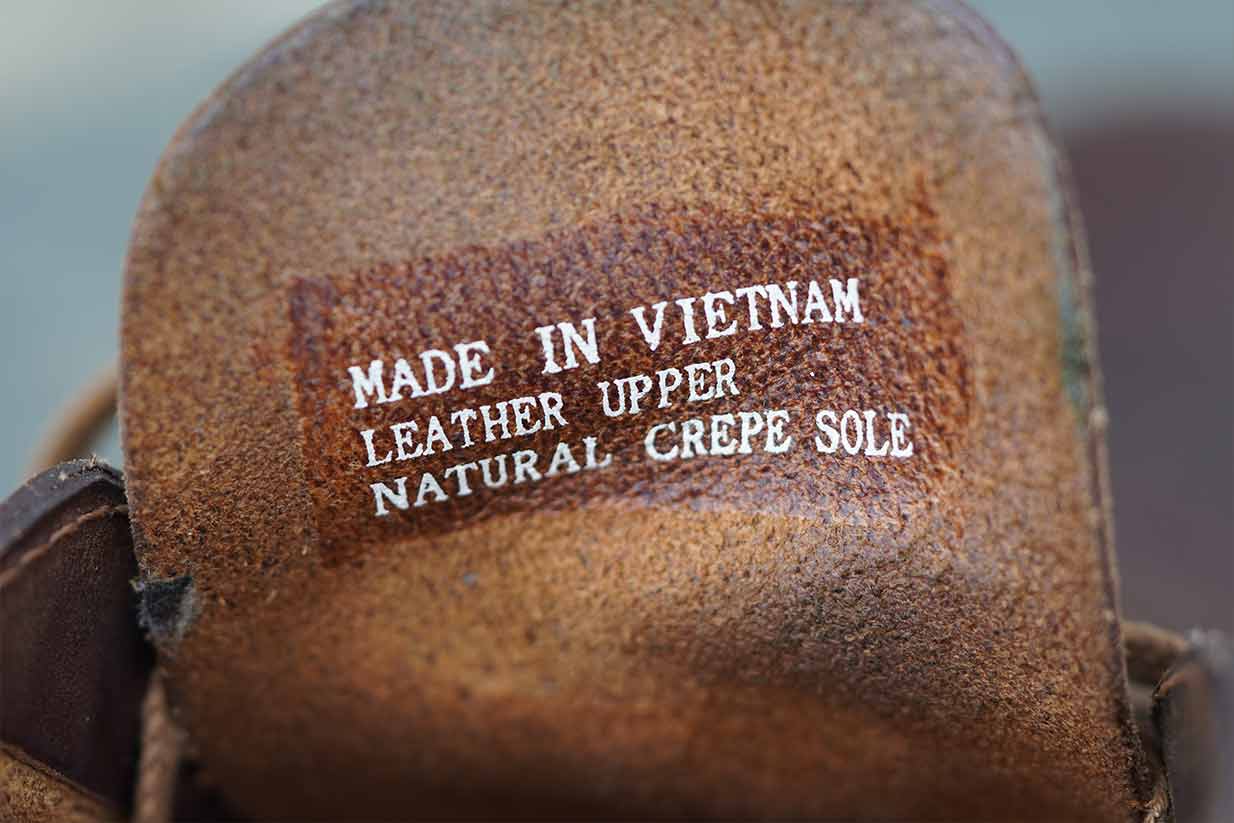 MADE IN VIETNAM
LEATHER UPPER
NATURAL CREPE SOLE